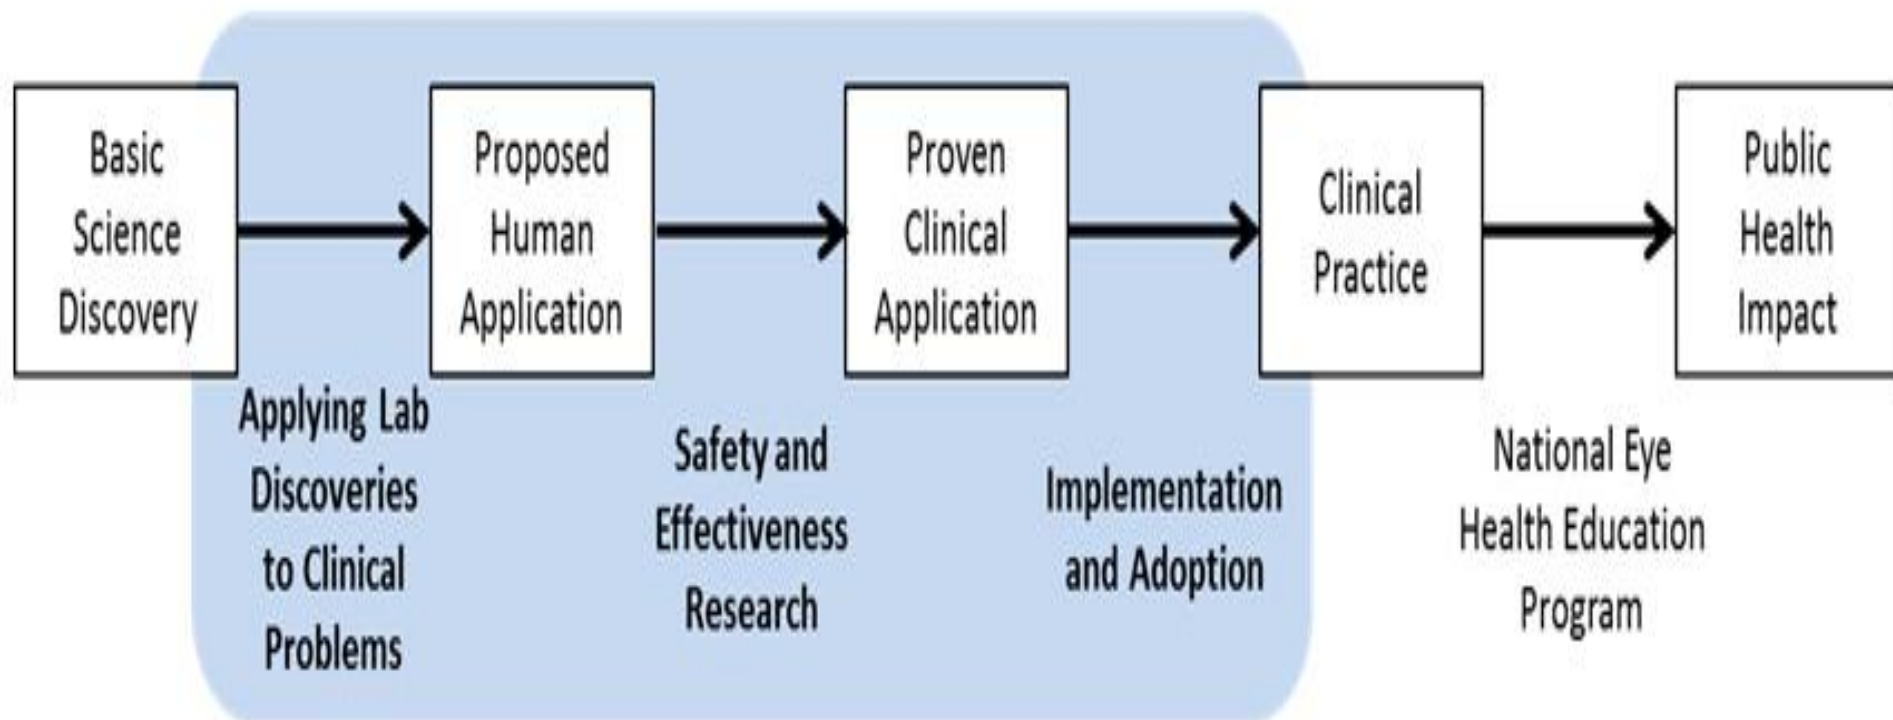 Basic
Science
Discovery
Proposed
Human
Application
Proven
Clinical
Application
Clinical
Practice
Public
Health
Impact
Applying Lab
Discoveries
to Clinical
Problems
Safety and
Effectiveness
Research
Implementation
and Adoption
National Eye
Health Education
Program